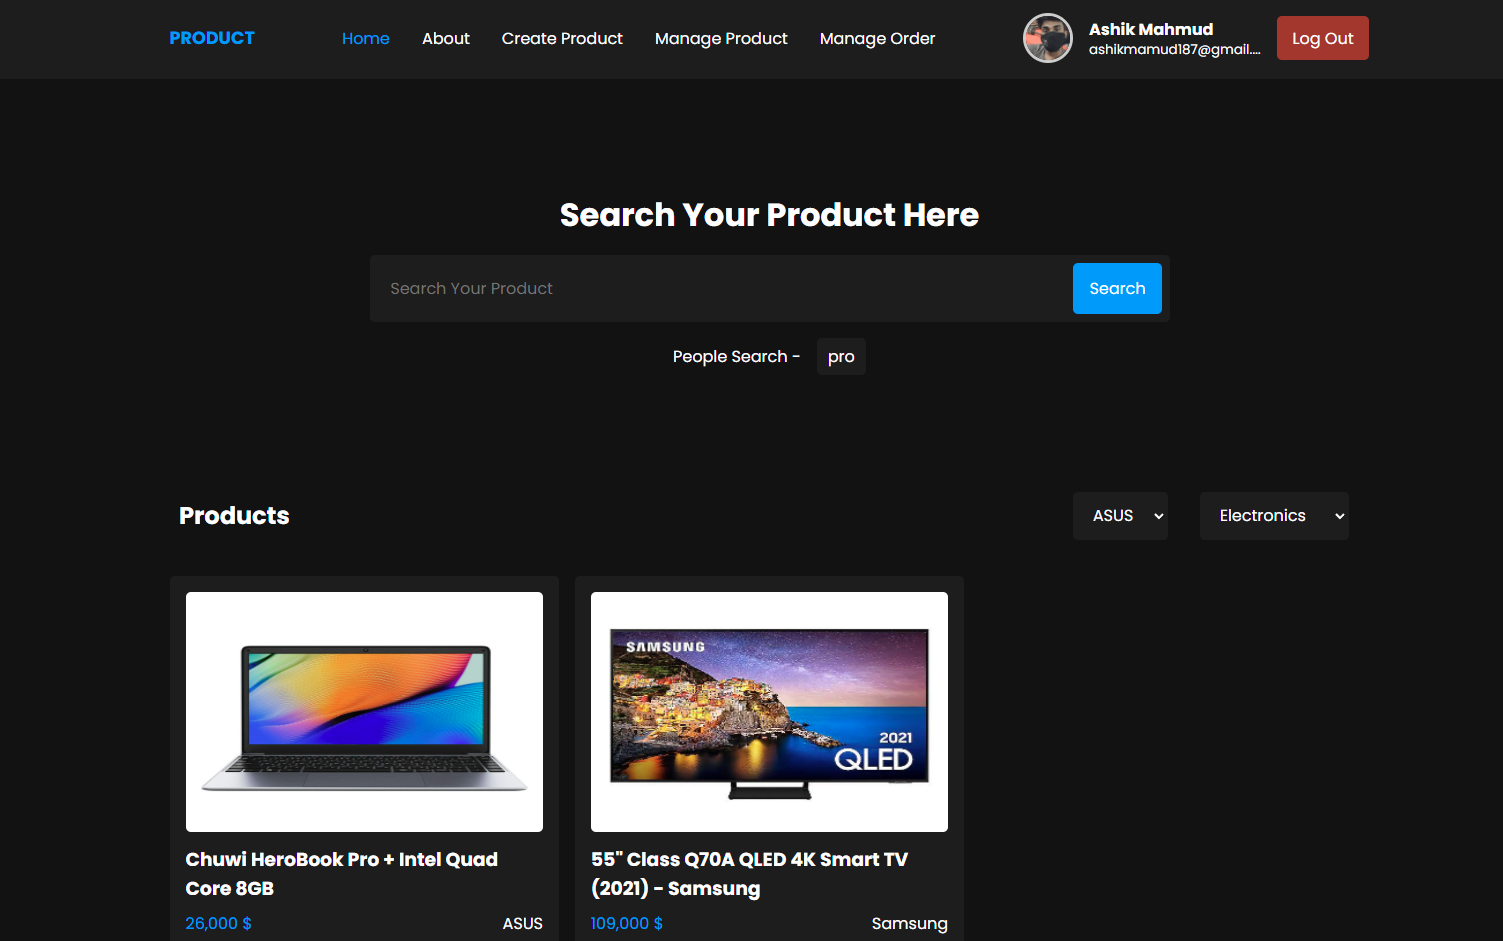 PRODUCT
Home
About
Create Product
Manage Product
Manage Order
Ashik Mahmud
ashikmamud187@gmail....
Log Out
Search Your Product Here
Search Your Product
Search
People Search -
pro
Products
ASUS
Electronics
SAMSUNG
2021
QLED
Chuwi HeroBook Pro + Intel Quad
Core 8GB
26,000 $
ASUS
55" Class Q70A QLED 4K Smart TV
(2021) - Samsung
109,000 $
Samsung